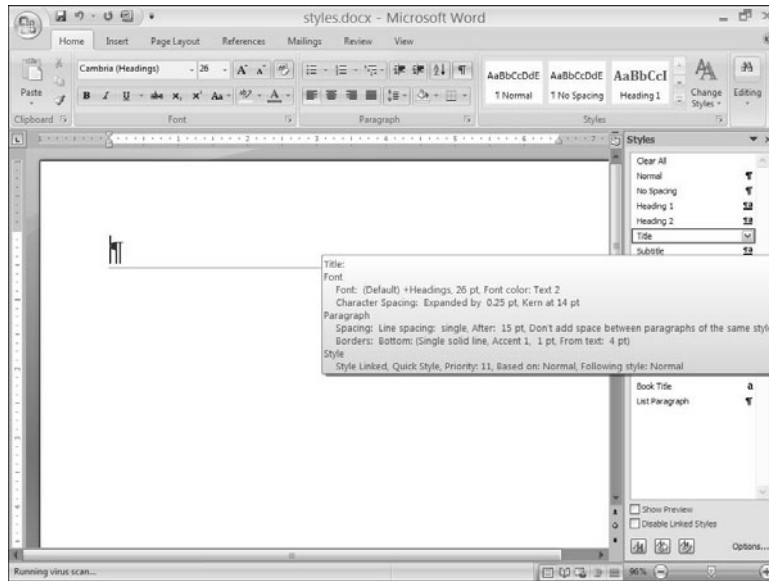 styles.docx - Microsoft Word
Home Insert Page Layout References Mailings Review View
Paste
Clipboard
Cambria (Headings) 26 A A
B I U abc x, x' Aa A
Font
Paragraph
AaBbCcDdE AaBbCcDdE AaBbCcI
¶ Normal ¶ No Spacing Heading 1
Change
Styles
Styles
Editing
Styles
Clear All
Normal ¶
No Spacing ¶
Heading 1 ¶a
Heading 2 ¶a
Title
Subtitle ¶a
¶
Title:
Font
Font: (Default) +Headings, 26 pt, Font color: Text 2
Character Spacing: Expanded by 0.25 pt, Kern at 14 pt
Paragraph
Spacing: Line spacing: single, After: 15 pt, Don't add space between paragraphs of the same style
Borders: Bottom: (Single solid line, Accent 1, 1 pt, From text: 4 pt)
Style
Style Linked, Quick Style, Priority: 11, Based on: Normal, Following style: Normal
Book Title a
List Paragraph ¶
Show Preview
Disable Linked Styles
Options...
Running virus scan... 96%